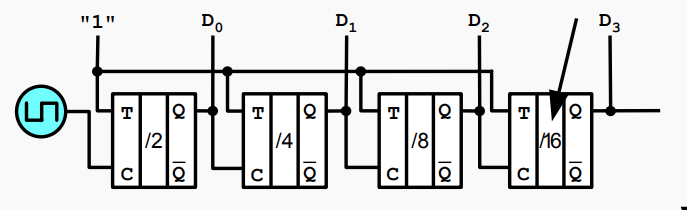 "1" D0 D1 D2 D3
T Q T Q T Q T Q
/2 /4 /8 /16
C Q̅ C Q̅ C Q̅ C Q̅